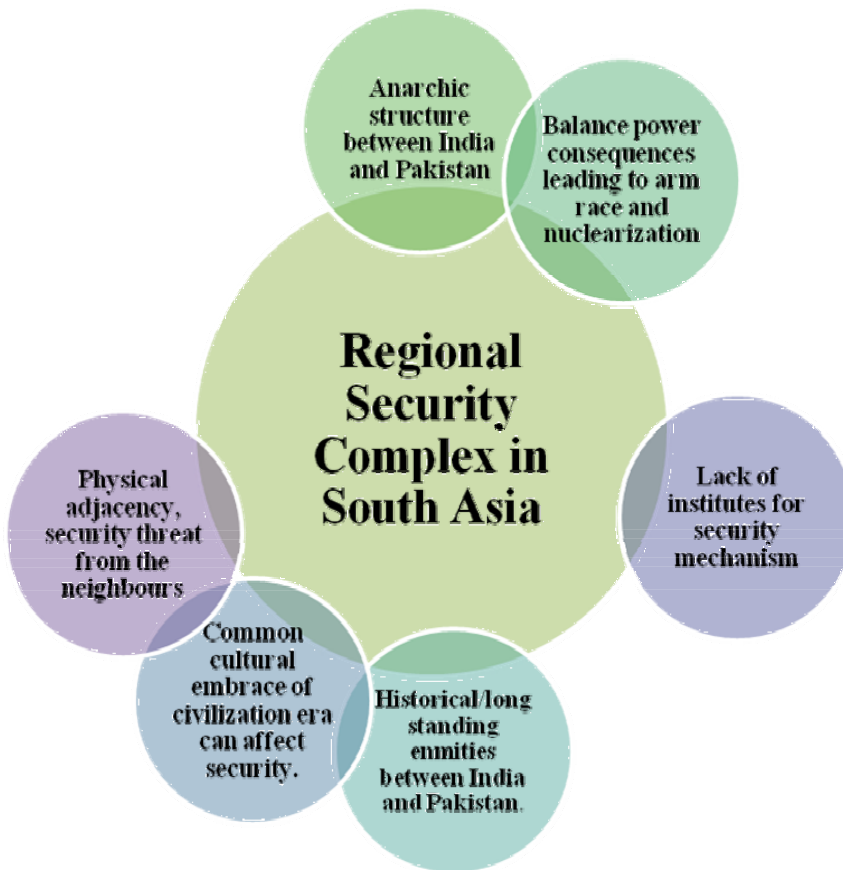 Anarchic
structure
between India
and Pakistan
Balance power
consequences
leading to arm
race and
nuclearization
Regional
Security
Complex in
South Asia
Lack of
institutes for
security
mechanism
Physical
adjacency,
security threat
from the
neighbours
Common
cultural
embrace of
civilization era
can affect
security.
Historical/long
standing
enmities
between India
and Pakistan.